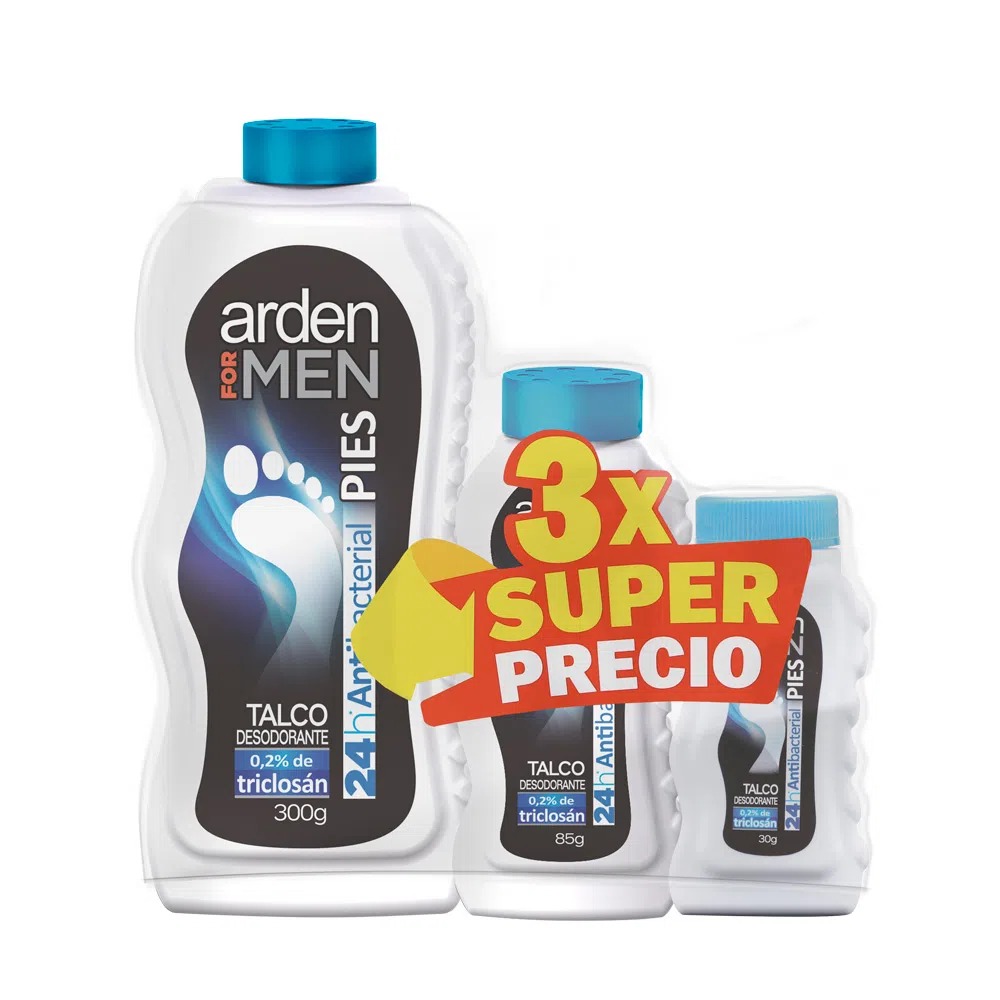 arden
FOR MEN
PIES
24h Antibacterial
TALCO
DESODORANTE
0,2% de
triclosán
300g
3x
SUPER
PRECIO
24h Antiba
TALCO
DESODORANTE
0,2% de
triclosán
85g
PIES
24h Antibacterial
TALCO
DESODORANTE
0,2% de
triclosán
30g